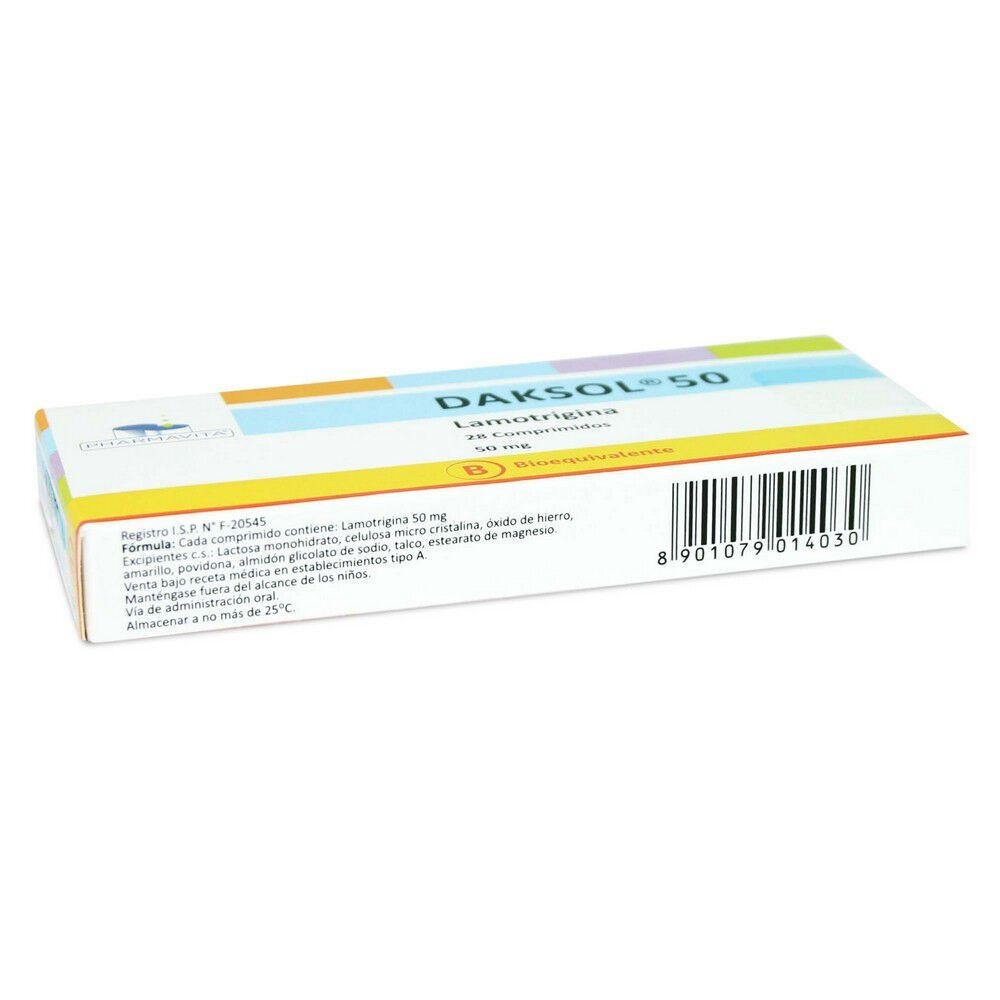 DAKSOL® 50
Lamotrigina
28 Comprimidos
50 mg
PHARMAVITA®
B Bioequivalente
Registro I.S.P. N° F-20545
Fórmula: Cada comprimido contiene: Lamotrigina 50 mg
Excipientes c.s.: Lactosa monohidrato, celulosa micro cristalina, óxido de hierro,
amarillo, povidona, almidón glicolato de sodio, talco, estearato de magnesio.
Venta bajo receta médica en establecimientos tipo A.
Manténgase fuera del alcance de los niños.
Vía de administración oral.
Almacenar a no más de 25°C.
8 901079 014030